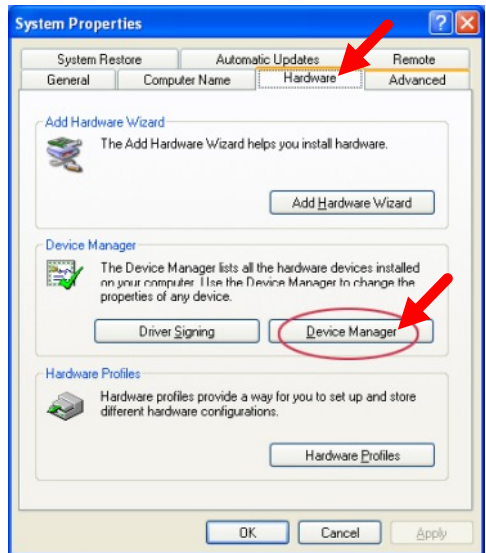 System Properties
System Restore Automatic Updates Remote
General Computer Name Hardware Advanced
Add Hardware Wizard
The Add Hardware Wizard helps you install hardware.
Add Hardware Wizard
Device Manager
The Device Manager lists all the hardware devices installed
on your computer. Use the Device Manager to change the
properties of any device.
Driver Signing Device Manager
Hardware Profiles
Hardware profiles provide a way for you to set up and store
different hardware configurations.
Hardware Profiles
OK Cancel Apply